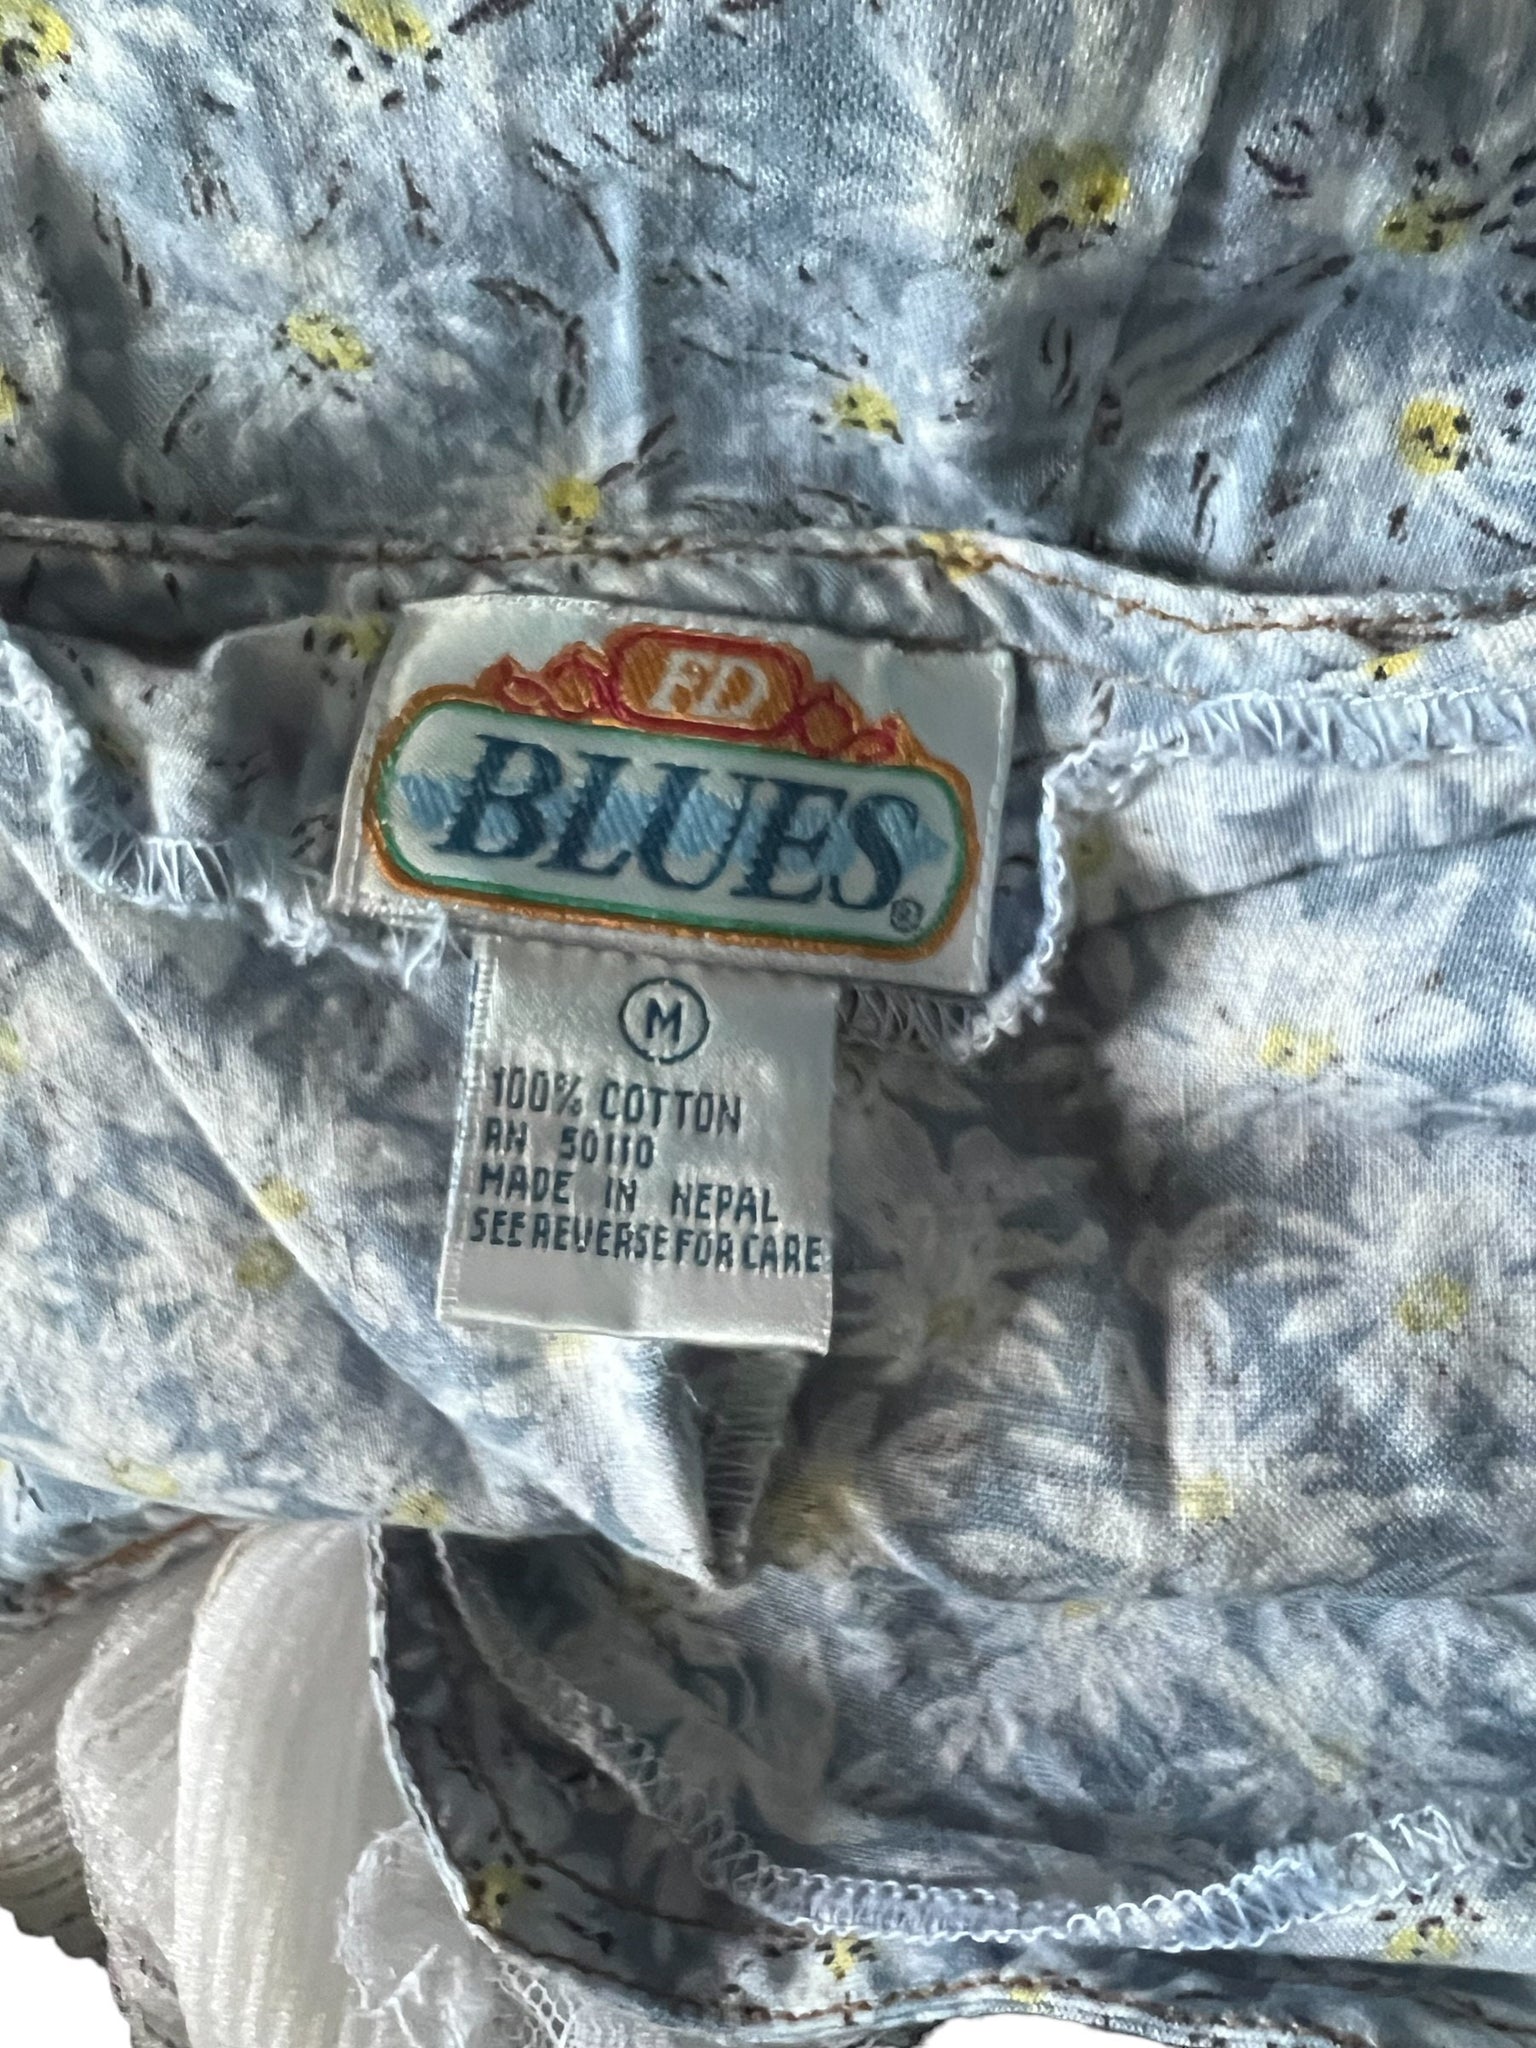 FD
BLUES®
M
100% COTTON
RN 50110
MADE IN NEPAL
SEE REVERSE FOR CARE